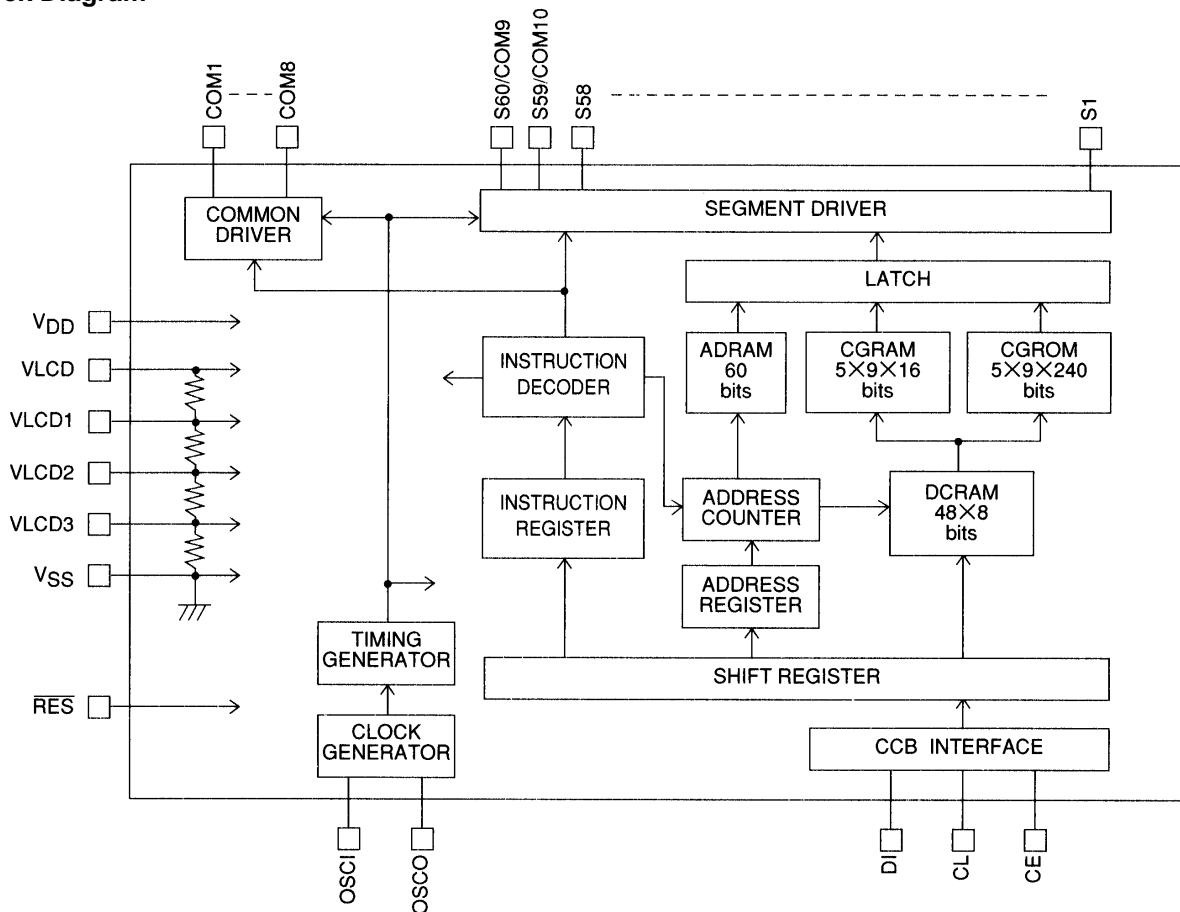 on Diagram
COM1
COM8
S60/COM9
S59/COM10
S58
S1
COMMON
DRIVER
SEGMENT DRIVER
LATCH
VDD
VLCD
VLCD1
VLCD2
VLCD3
VSS
INSTRUCTION
DECODER
ADRAM
60
bits
CGRAM
5×9×16
bits
CGROM
5×9×240
bits
INSTRUCTION
REGISTER
ADDRESS
COUNTER
DCRAM
48×8
bits
ADDRESS
REGISTER
TIMING
GENERATOR
SHIFT REGISTER
RES
CLOCK
GENERATOR
CCB INTERFACE
OSCI
OSCO
DI
CL
CE